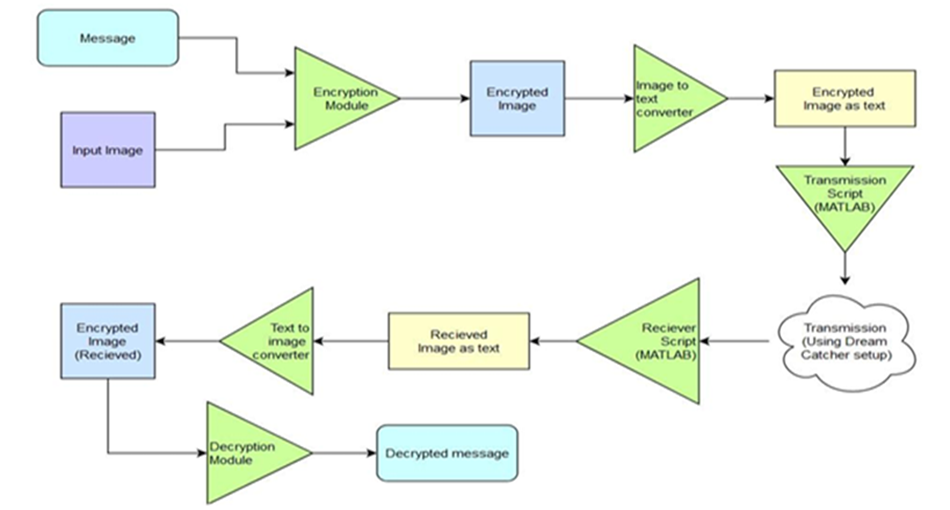 Message
Input Image
Encryption
Module
Encrypted
Image
Image to
text
converter
Encrypted
Image as text
Transmission
Script
(MATLAB)
Transmission
(Using Dream
Catcher setup)
Reciever
Script
(MATLAB)
Recieved
Image as text
Text to
image
converter
Encrypted
Image
(Recieved)
Decryption
Module
Decrypted message